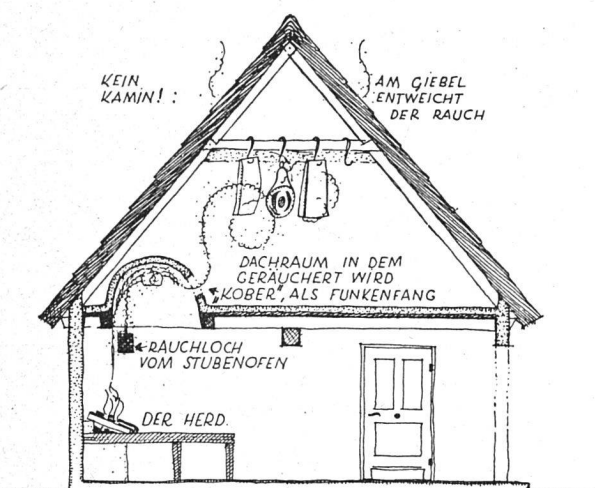 KEIN
KAMIN! :
AM GIEBEL
ENTWEICHT
DER RAUCH
DACHRAUM IN DEM
GERÄUCHERT WIRD
„KOBER“, ALS FUNKENFANG
RAUCHLOCH
VOM STUBENOFEN
DER HERD.